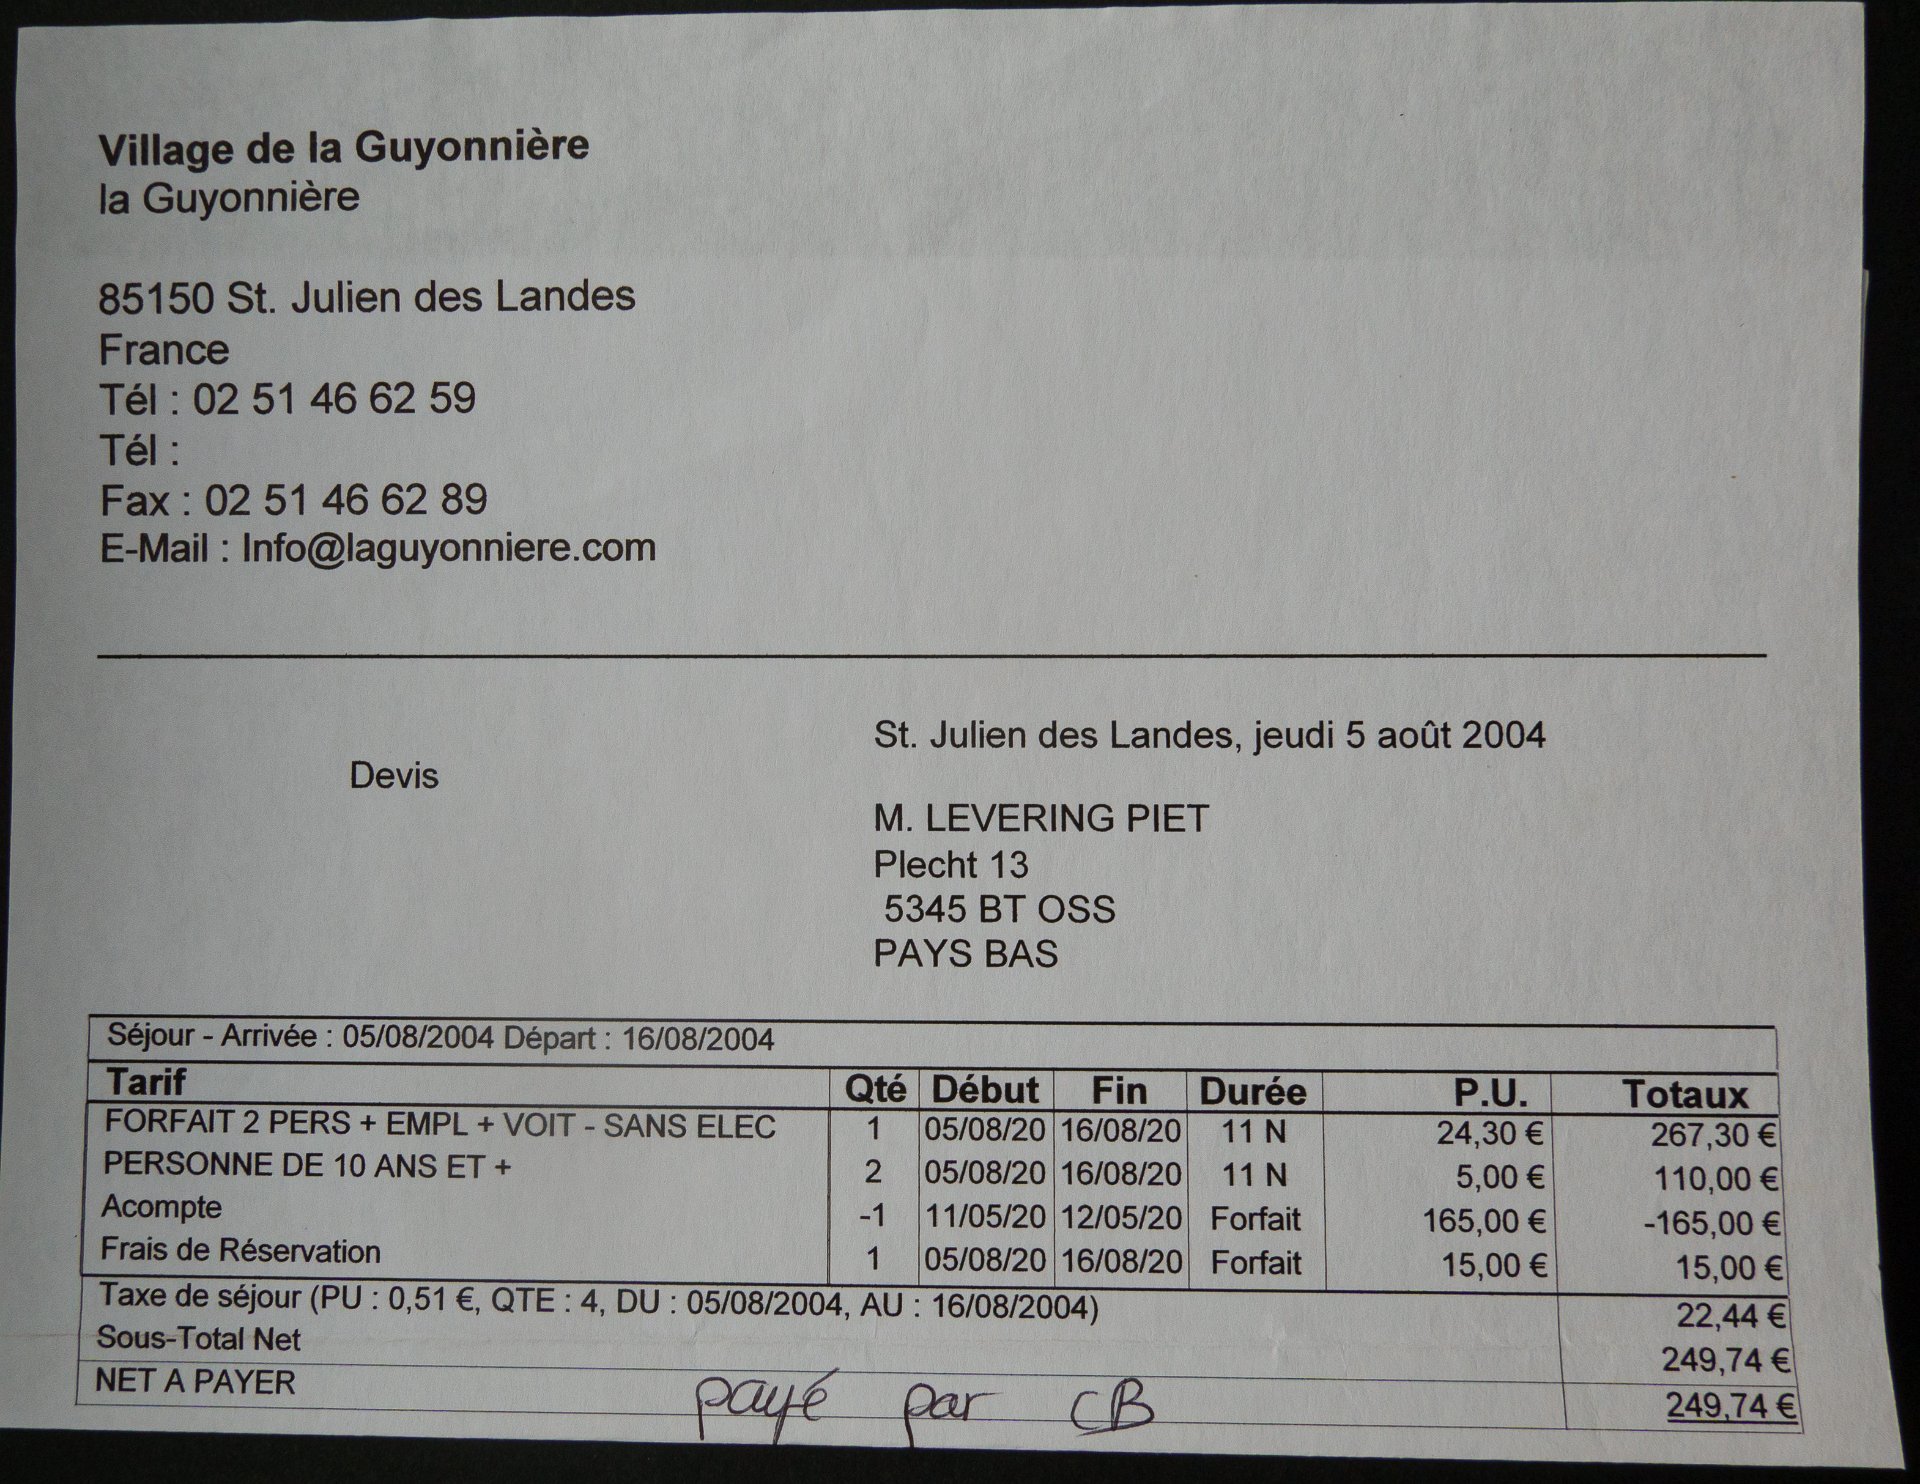 Village de la Guyonnière
la Guyonnière
85150 St. Julien des Landes
France
Tél : 02 51 46 62 59
Tél :
Fax : 02 51 46 62 89
E-Mail : Info@laguyonniere.com
St. Julien des Landes, jeudi 5 août 2004
Devis
M. LEVERING PIET
Plecht 13
5345 BT OSS
PAYS BAS
Séjour - Arrivée : 05/08/2004 Départ : 16/08/2004
Tarif Qté Début Fin Durée P.U. Totaux
FORFAIT 2 PERS + EMPL + VOIT - SANS ELEC 1 05/08/20 16/08/20 11 N 24,30 € 267,30 €
PERSONNE DE 10 ANS ET + 2 05/08/20 16/08/20 11 N 5,00 € 110,00 €
Acompte -1 11/05/20 12/05/20 Forfait 165,00 € -165,00 €
Frais de Réservation 1 05/08/20 16/08/20 Forfait 15,00 € 15,00 €
Taxe de séjour (PU : 0,51 €, QTE : 4, DU : 05/08/2004, AU : 16/08/2004) 22,44 €
Sous-Total Net 249,74 €
NET A PAYER 249,74 €
payé par CB